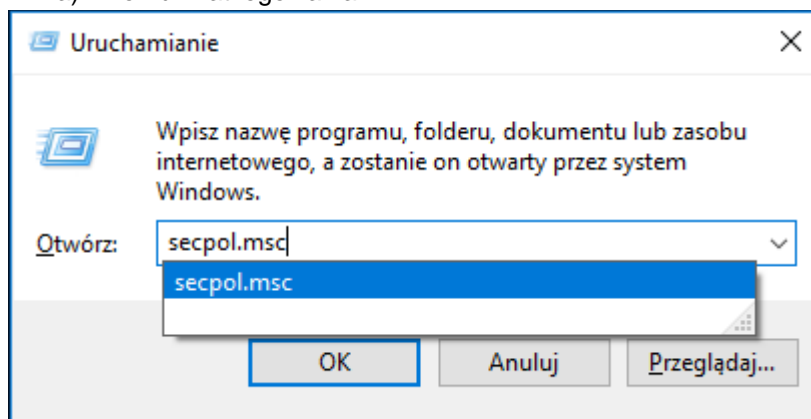 Uruchamianie
Wpisz nazwę programu, folderu, dokumentu lub zasobu
internetowego, a zostanie on otwarty przez system
Windows.
Otwórz:
secpol.msc
secpol.msc
OK
Anuluj
Przeglądaj...